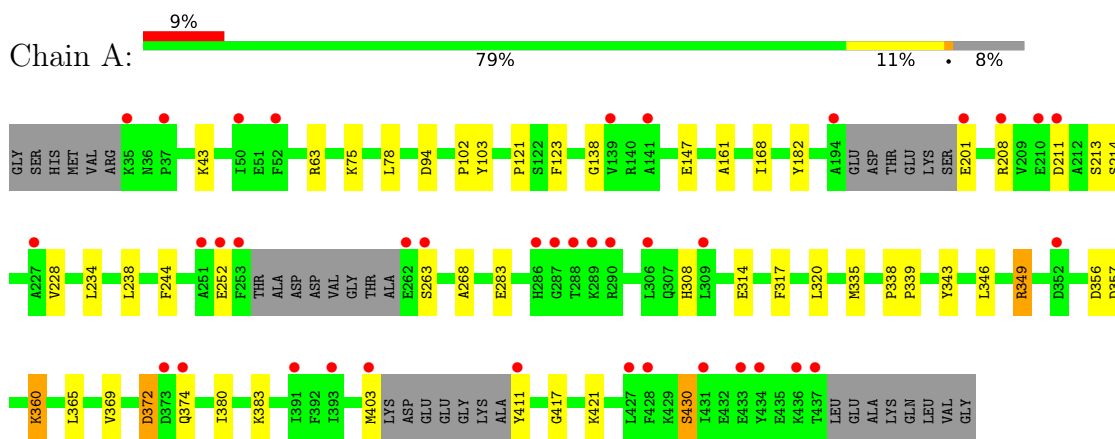 9%
Chain A:
79% 11% • 8%
GLY SER HIS MET VAL ARG K35 N36 P37 K43 I50 E51 F52 R63 K75 L78 D94 P102 Y103 P121 S122 F123 G138 V139 R140 A141 E147 A161 I168 Y182 A194 GLU ASP THR GLU LYS SER E201 R208 V209 E210 D211 A212 S213 S214
A227 V228 L234 L238 F244 A251 E252 F253 THR ALA ASP ASP VAL GLY THR ALA E262 S263 A268 E283 H286 G287 T288 K289 R290 L306 Q307 H308 L309 E314 F317 L320 M335 P338 P339 Y343 L346 R349 D352 D356 D357
K360 L365 V369 D372 D373 Q374 I380 K383 I391 F392 I393 M403 LYS ASP GLU GLU GLY LYS ALA Y411 G417 K421 L427 F428 K429 S430 I431 E432 E433 Y434 E435 K436 T437 LEU GLU ALA LYS GLN LEU VAL GLY